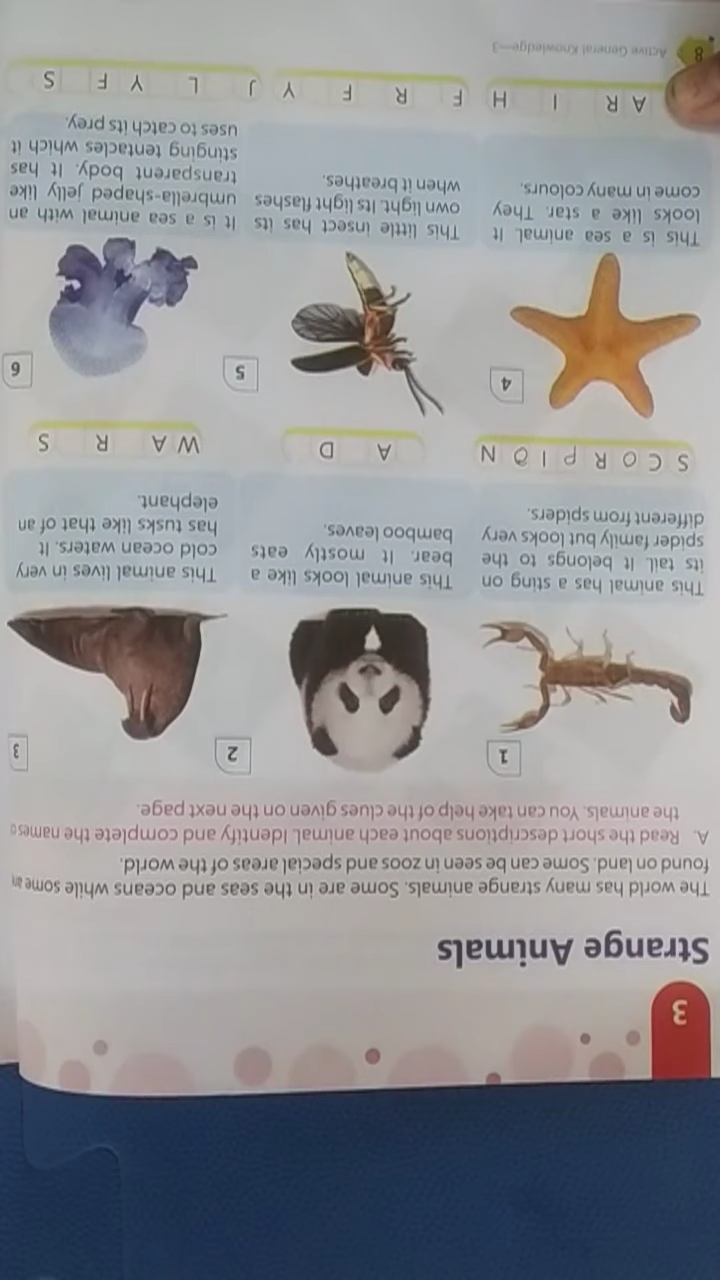 3
Strange Animals
The world has many strange animals. Some are in the seas and oceans while some
found on land. Some can be seen in zoos and special areas of the world.
A. Read the short descriptions about each animal. Identify and complete the names
the animals. You can take help of the clues given on the next page.
1
This animal has a sting on
its tail. It belongs to the
spider family but looks very
different from spiders.
S C O R P I O N
2
This animal looks like a
bear. It mostly eats
bamboo leaves.
A D
3
This animal lives in very
cold ocean waters. It
has tusks like that of an
elephant.
W A R S
4
This is a sea animal. It
looks like a star. They
come in many colours.
A R I H
5
This little insect has its
own light. Its light flashes
when it breathes.
F R F Y
6
It is a sea animal with an
umbrella-shaped jelly like
transparent body. It has
stinging tentacles which it
uses to catch its prey.
J L Y F S
8 Active General Knowledge—3